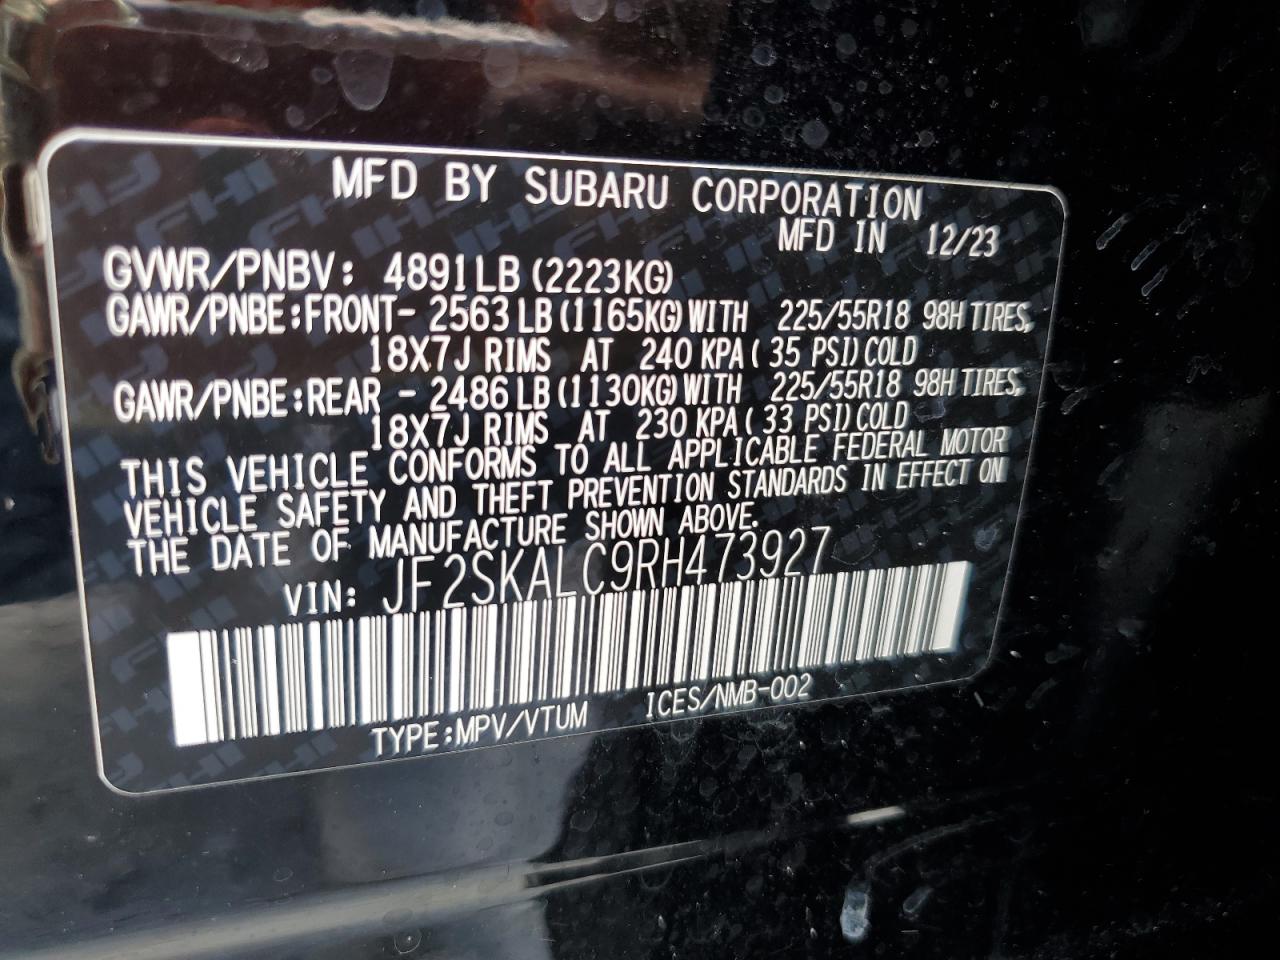 MFD BY SUBARU CORPORATION
MFD IN 12/23
GVWR/PNBV: 4891LB (2223KG)
GAWR/PNBE:FRONT- 2563 LB (1165KG) WITH 225/55R18 98H TIRES,
18X7J RIMS AT 240 KPA ( 35 PSI) COLD
GAWR/PNBE:REAR - 2486 LB (1130KG) WITH 225/55R18 98H TIRES,
18X7J RIMS AT 230 KPA ( 33 PSI) COLD
THIS VEHICLE CONFORMS TO ALL APPLICABLE FEDERAL MOTOR
VEHICLE SAFETY AND THEFT PREVENTION STANDARDS IN EFFECT ON
THE DATE OF MANUFACTURE SHOWN ABOVE.
VIN: JF2SKALC9RH473927
TYPE:MPV/VTUM ICES/NMB-002